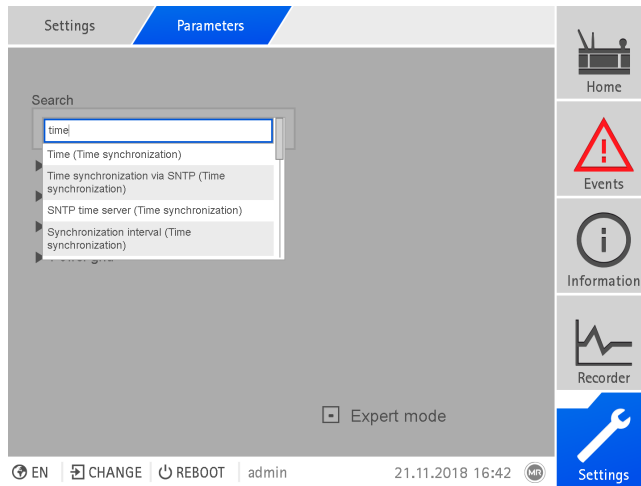 Settings
Parameters
Search
time
Time (Time synchronization)
Time synchronization via SNTP (Time
synchronization)
SNTP time server (Time synchronization)
Synchronization interval (Time
synchronization)
Expert mode
Home
Events
Information
Recorder
Settings
EN
CHANGE
REBOOT
admin
21.11.2018 16:42
MR